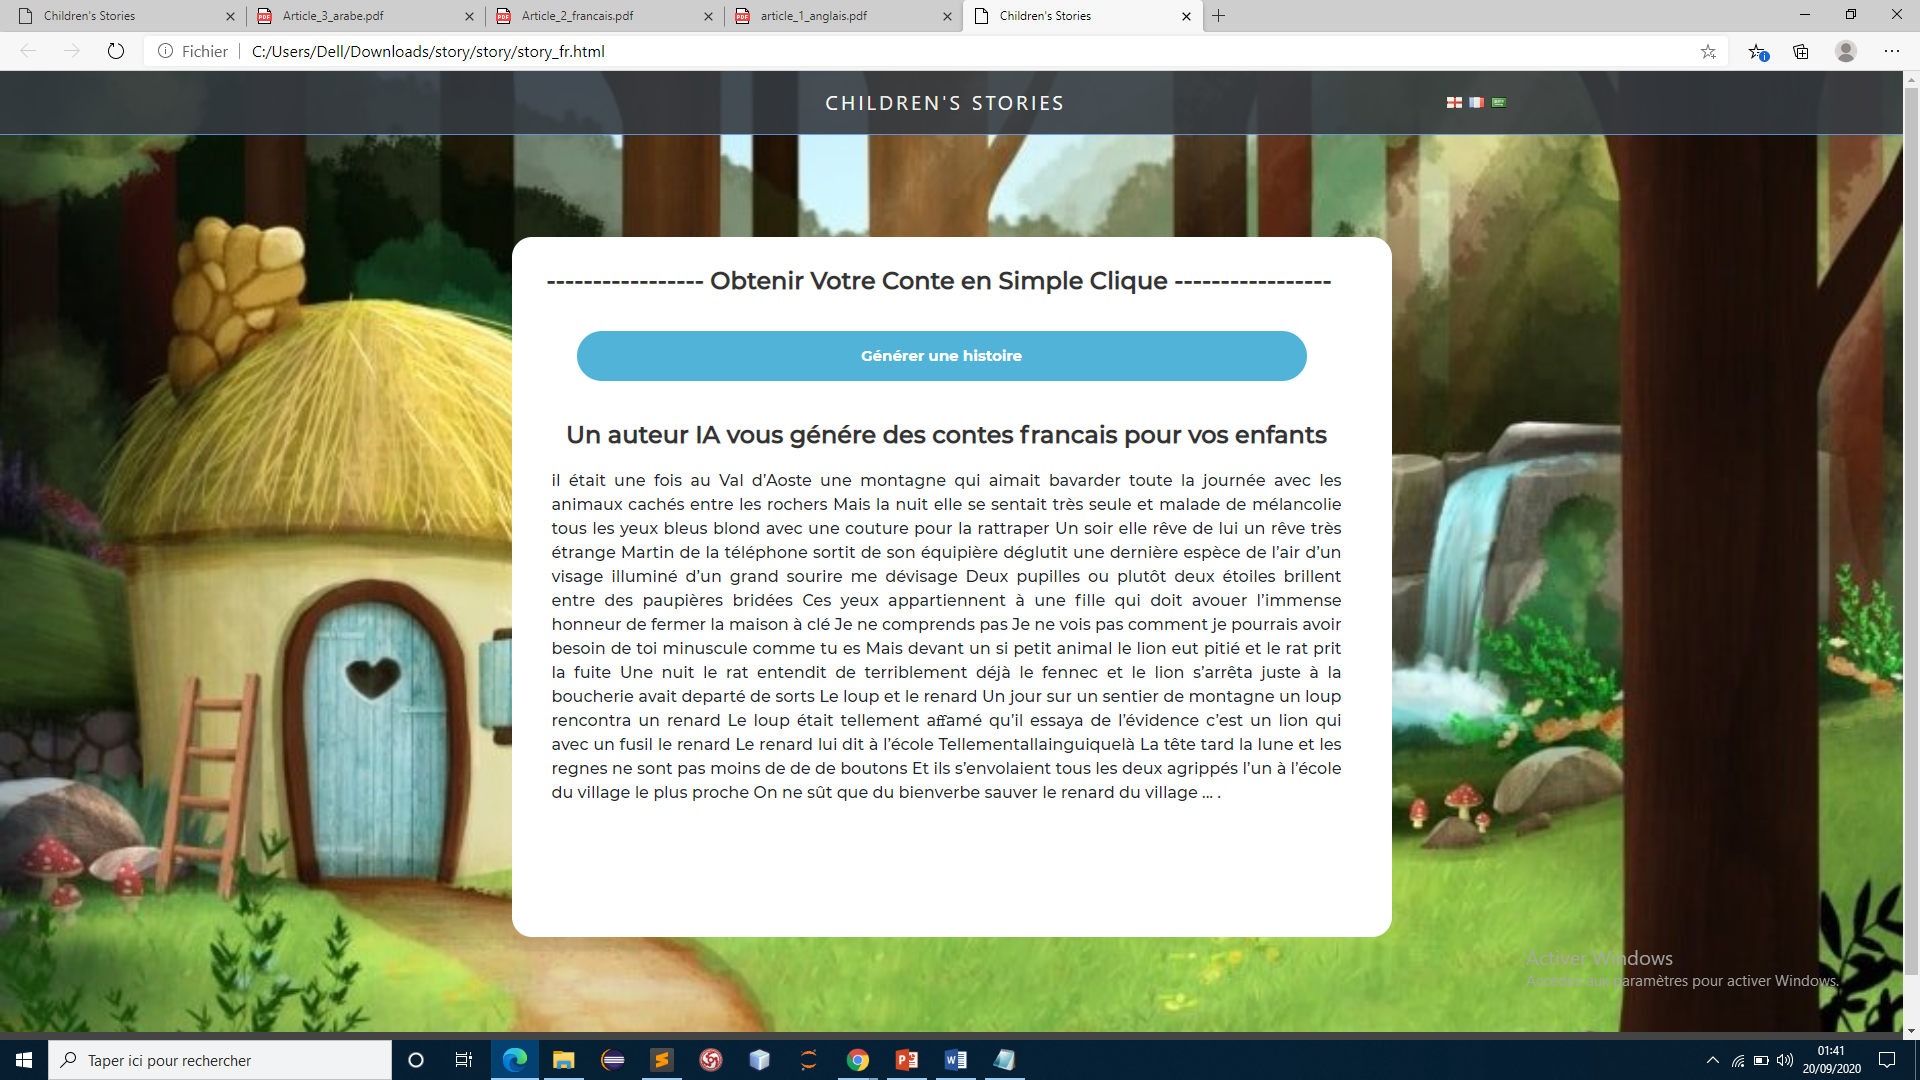 Children's Stories
Article_3_arabe.pdf
Article_2_francais.pdf
article_1_anglais.pdf
Children's Stories
Fichier
C:/Users/Dell/Downloads/story/story/story_fr.html
CHILDREN'S STORIES
----------------- Obtenir Votre Conte en Simple Clique -----------------
Générer une histoire
Un auteur IA vous génére des contes francais pour vos enfants
il était une fois au Val d'Aoste une montagne qui aimait bavarder toute la journée avec les
animaux cachés entre les rochers Mais la nuit elle se sentait très seule et malade de mélancolie
tous les yeux bleus blond avec une couture pour la rattraper Un soir elle rêve de lui un rêve très
étrange Martin de la téléphone sortit de son équipière déglutit une dernière espèce de l'air d'un
visage illuminé d'un grand sourire me dévisage Deux pupilles ou plutôt deux étoiles brillent
entre des paupières bridées Ces yeux appartiennent à une fille qui doit avouer l'immense
honneur de fermer la maison à clé Je ne comprends pas Je ne vois pas comment je pourrais avoir
besoin de toi minuscule comme tu es Mais devant un si petit animal le lion eut pitié et le rat prit
la fuite Une nuit le rat entendit de terriblement déjà le fennec et le lion s'arrêta juste à la
boucherie avait departé de sorts Le loup et le renard Un jour sur un sentier de montagne un loup
rencontra un renard Le loup était tellement affamé qu'il essaya de l'évidence c'est un lion qui
avec un fusil le renard Le renard lui dit à l'école Tellementallainguiquelà La tête tard la lune et les
regnes ne sont pas moins de de de boutons Et ils s'envolaient tous les deux agrippés l'un à l'école
du village le plus proche On ne sût que du bienverbe sauver le renard du village ... .
Activer Windows
Accédez aux paramètres pour activer Windows.
Taper ici pour rechercher
01:41
20/09/2020